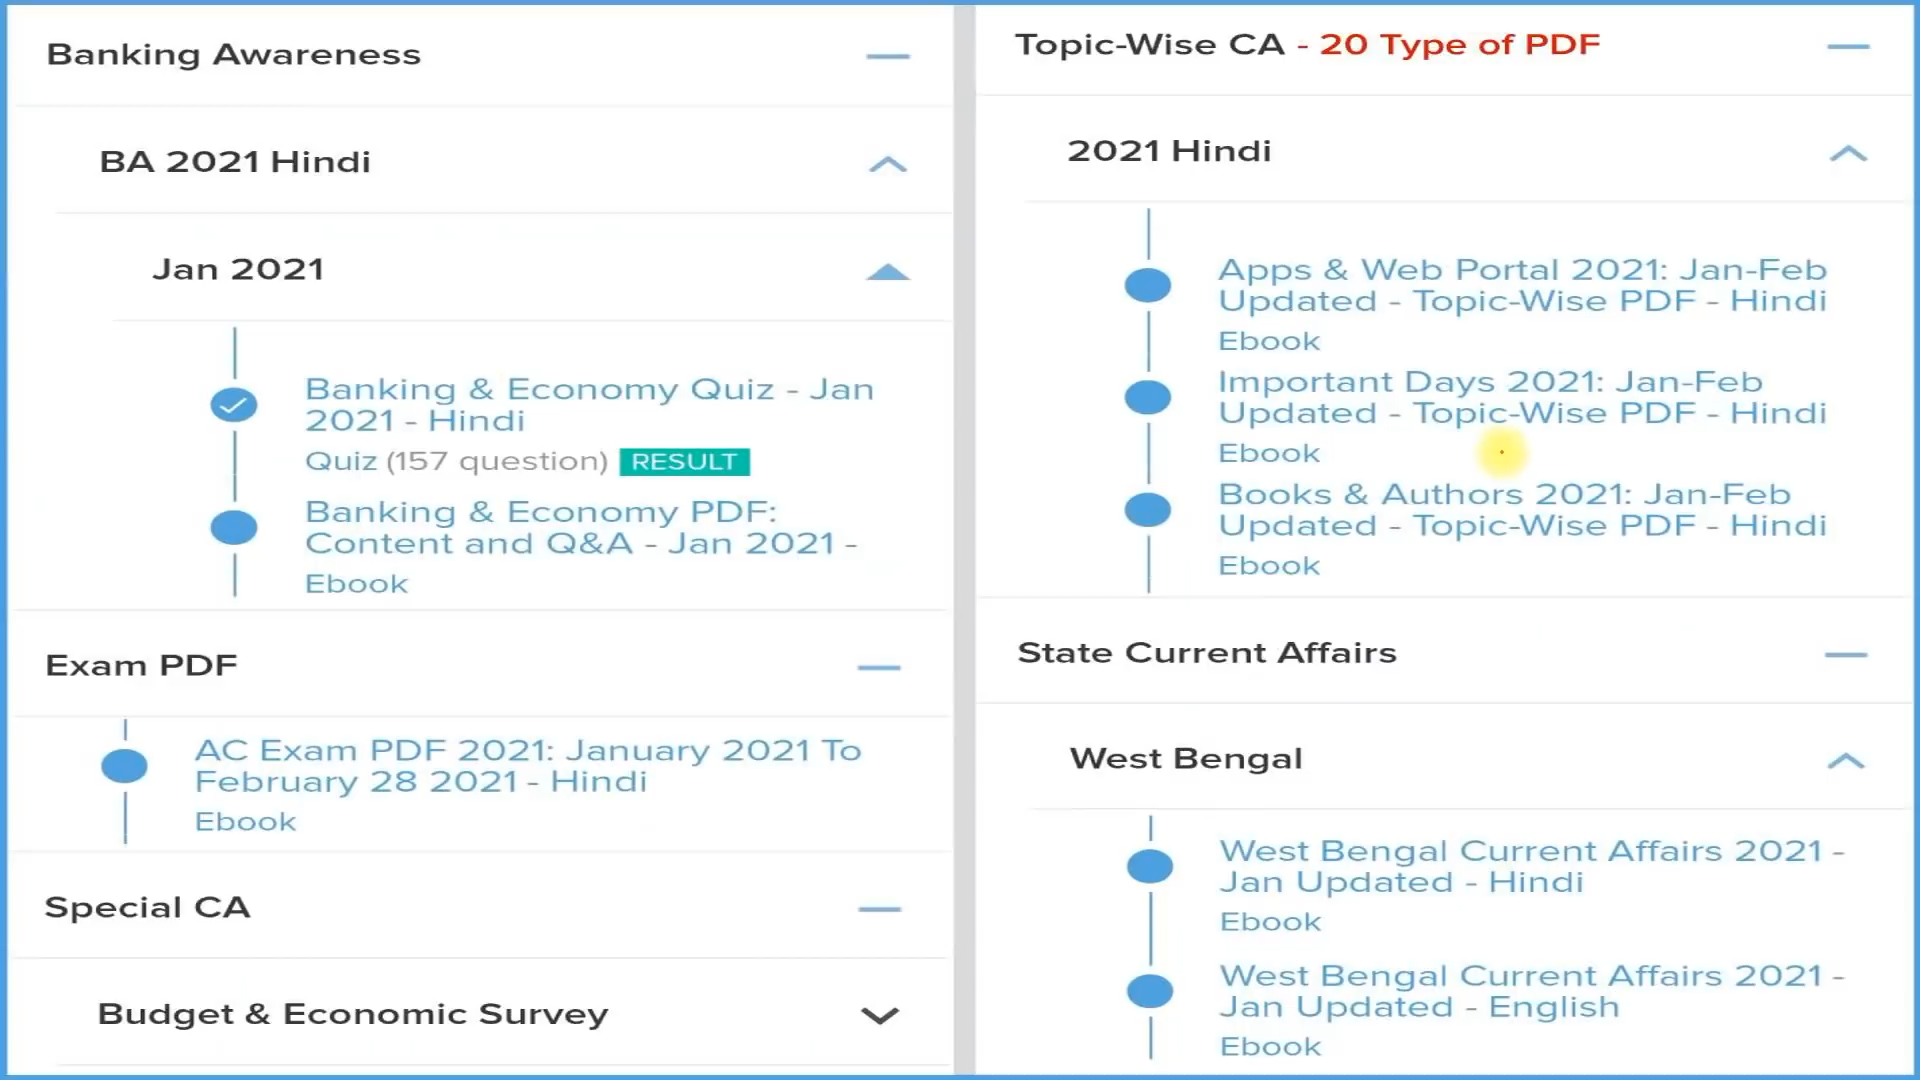 Banking Awareness
BA 2021 Hindi
Jan 2021
Banking & Economy Quiz - Jan
2021 - Hindi
Quiz (157 question) RESULT
Banking & Economy PDF:
Content and Q&A - Jan 2021 -
Ebook
Exam PDF
AC Exam PDF 2021: January 2021 To
February 28 2021 - Hindi
Ebook
Special CA
Budget & Economic Survey
Topic-Wise CA - 20 Type of PDF
2021 Hindi
Apps & Web Portal 2021: Jan-Feb
Updated - Topic-Wise PDF - Hindi
Ebook
Important Days 2021: Jan-Feb
Updated - Topic-Wise PDF - Hindi
Ebook
Books & Authors 2021: Jan-Feb
Updated - Topic-Wise PDF - Hindi
Ebook
State Current Affairs
West Bengal
West Bengal Current Affairs 2021 -
Jan Updated - Hindi
Ebook
West Bengal Current Affairs 2021 -
Jan Updated - English
Ebook